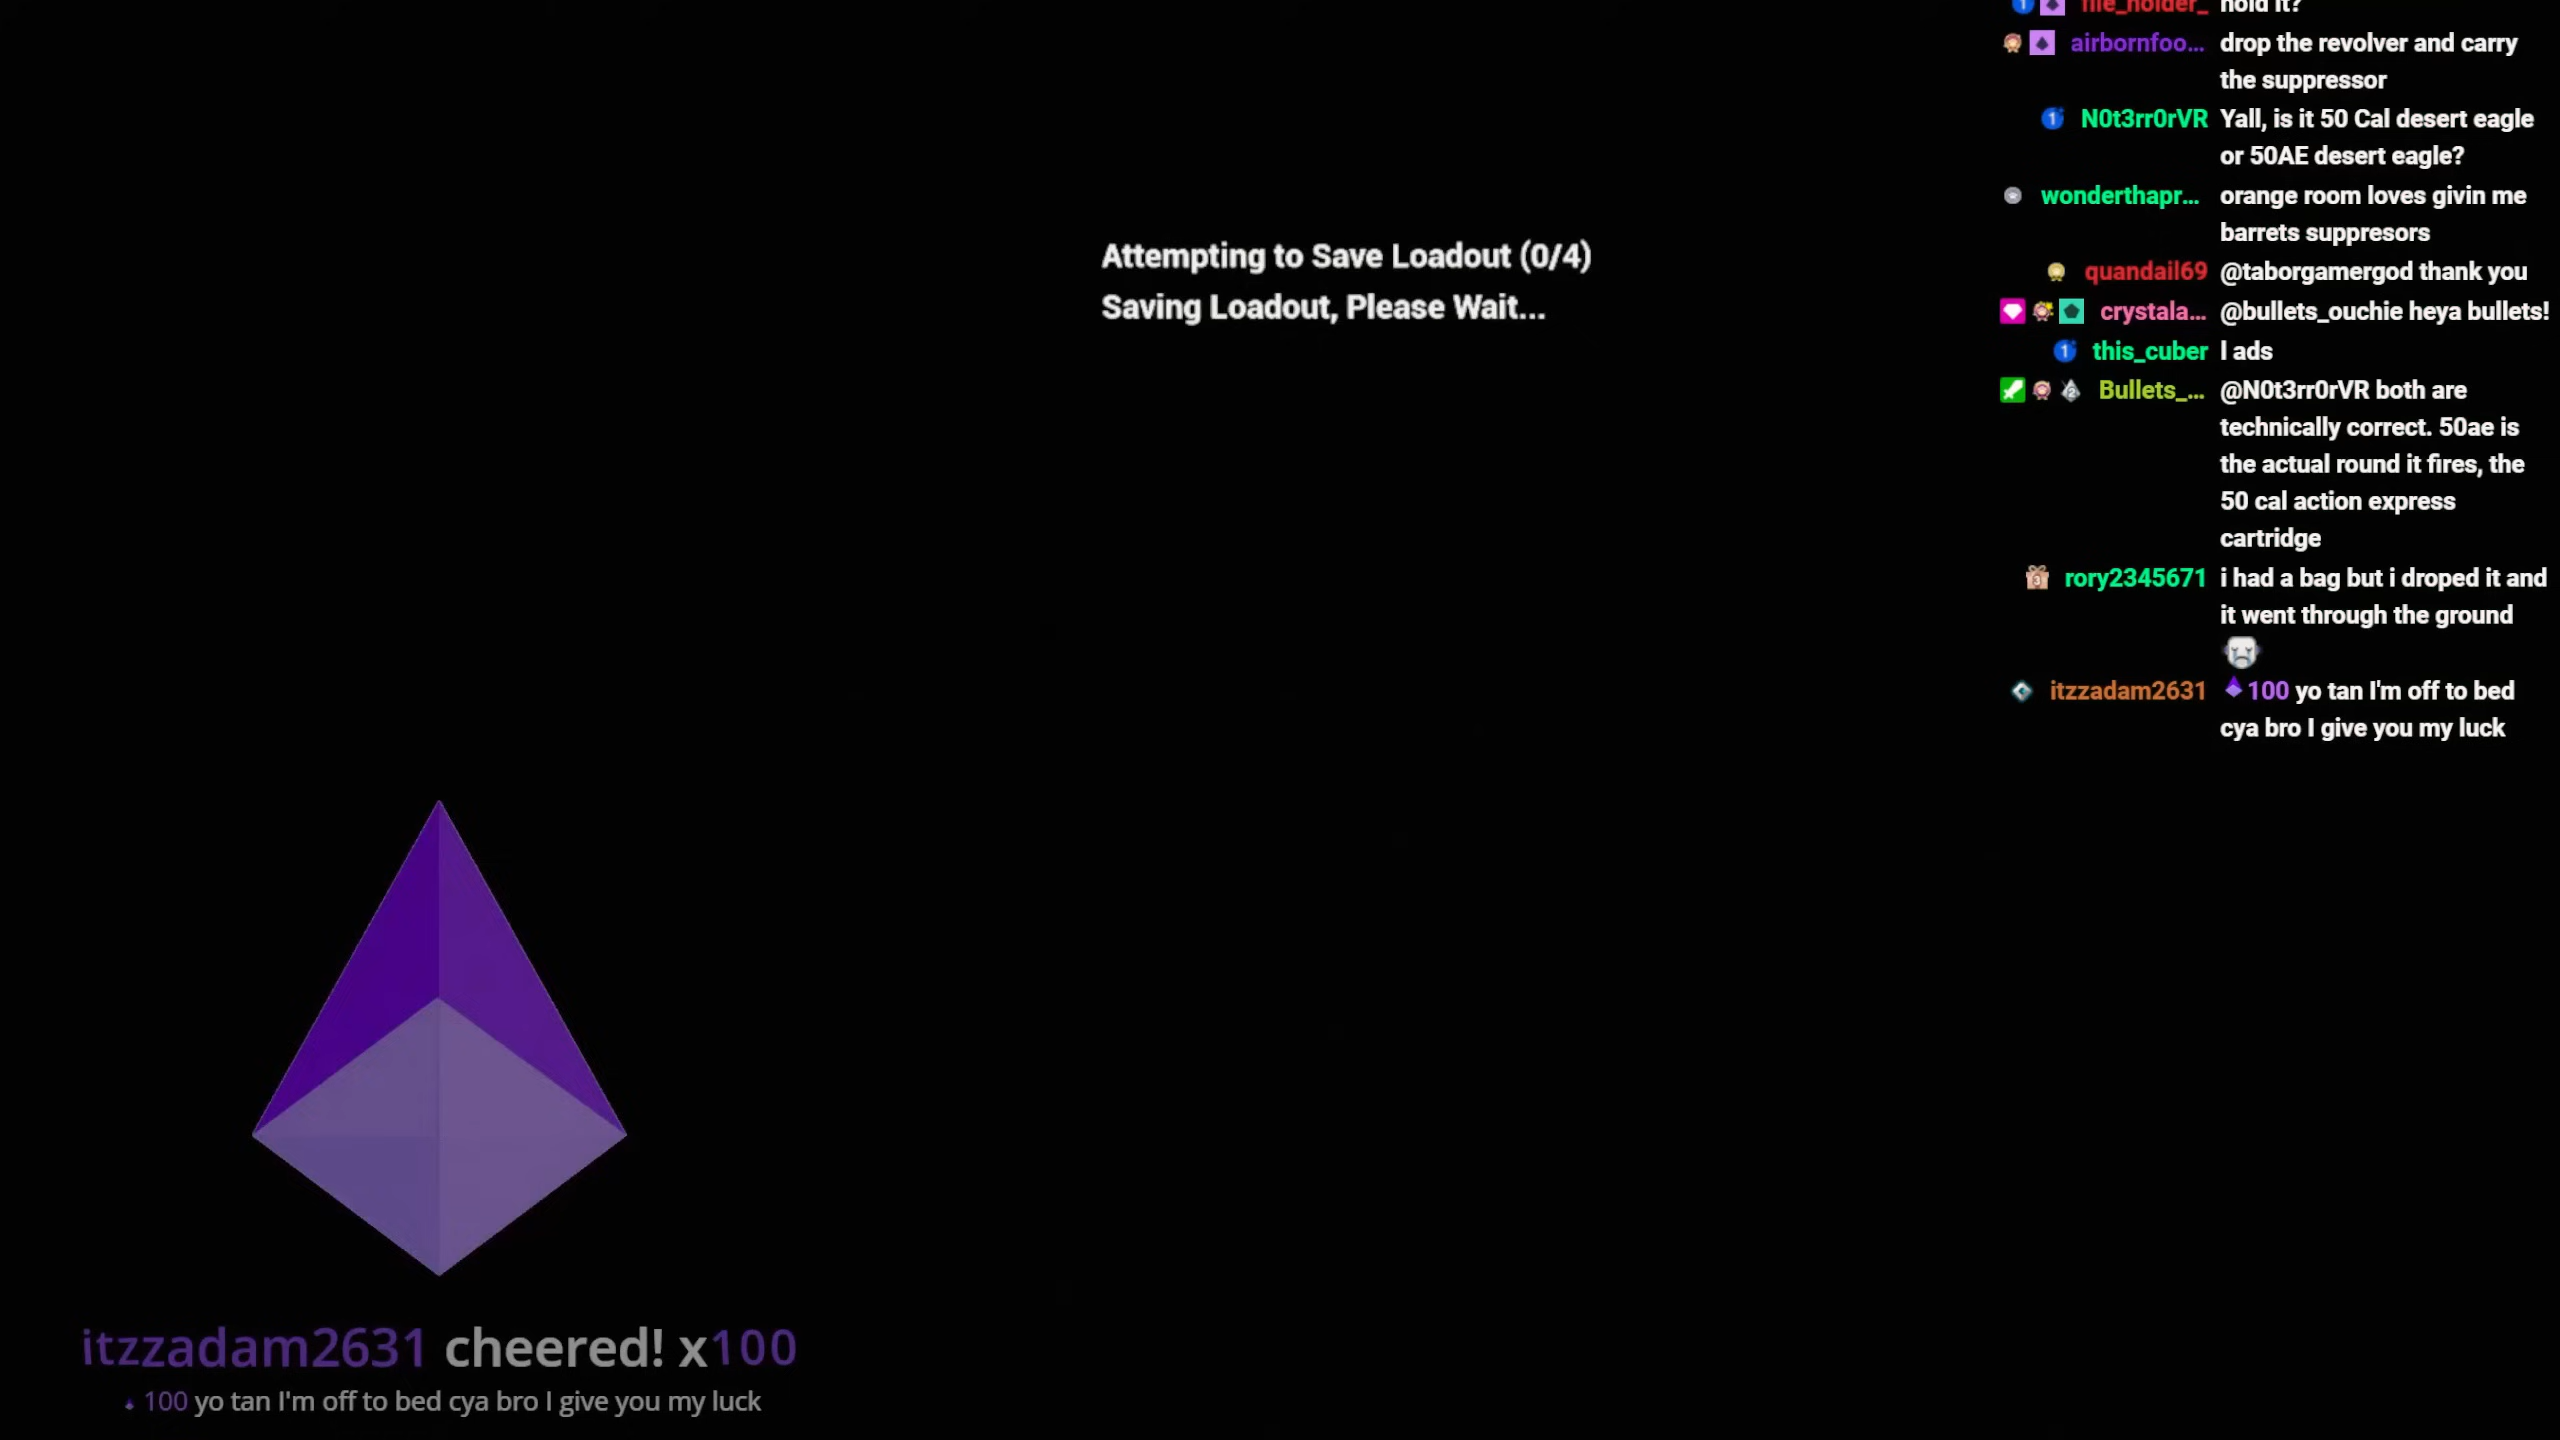 file_holder_ hold it?
airbornfoo... drop the revolver and carry
the suppressor
N0t3rr0rVR Yall, is it 50 Cal desert eagle
or 50AE desert eagle?
wonderthapr... orange room loves givin me
barrets suppresors
quandail69 @taborgamergod thank you
crystala... @bullets_ouchie heya bullets!
this_cuber l ads
Bullets_... @N0t3rr0rVR both are
technically correct. 50ae is
the actual round it fires, the
50 cal action express
cartridge
rory2345671 i had a bag but i droped it and
it went through the ground
itzzadam2631 100 yo tan I'm off to bed
cya bro I give you my luck
Attempting to Save Loadout (0/4)
Saving Loadout, Please Wait...
itzzadam2631 cheered! x100
100 yo tan I'm off to bed cya bro I give you my luck